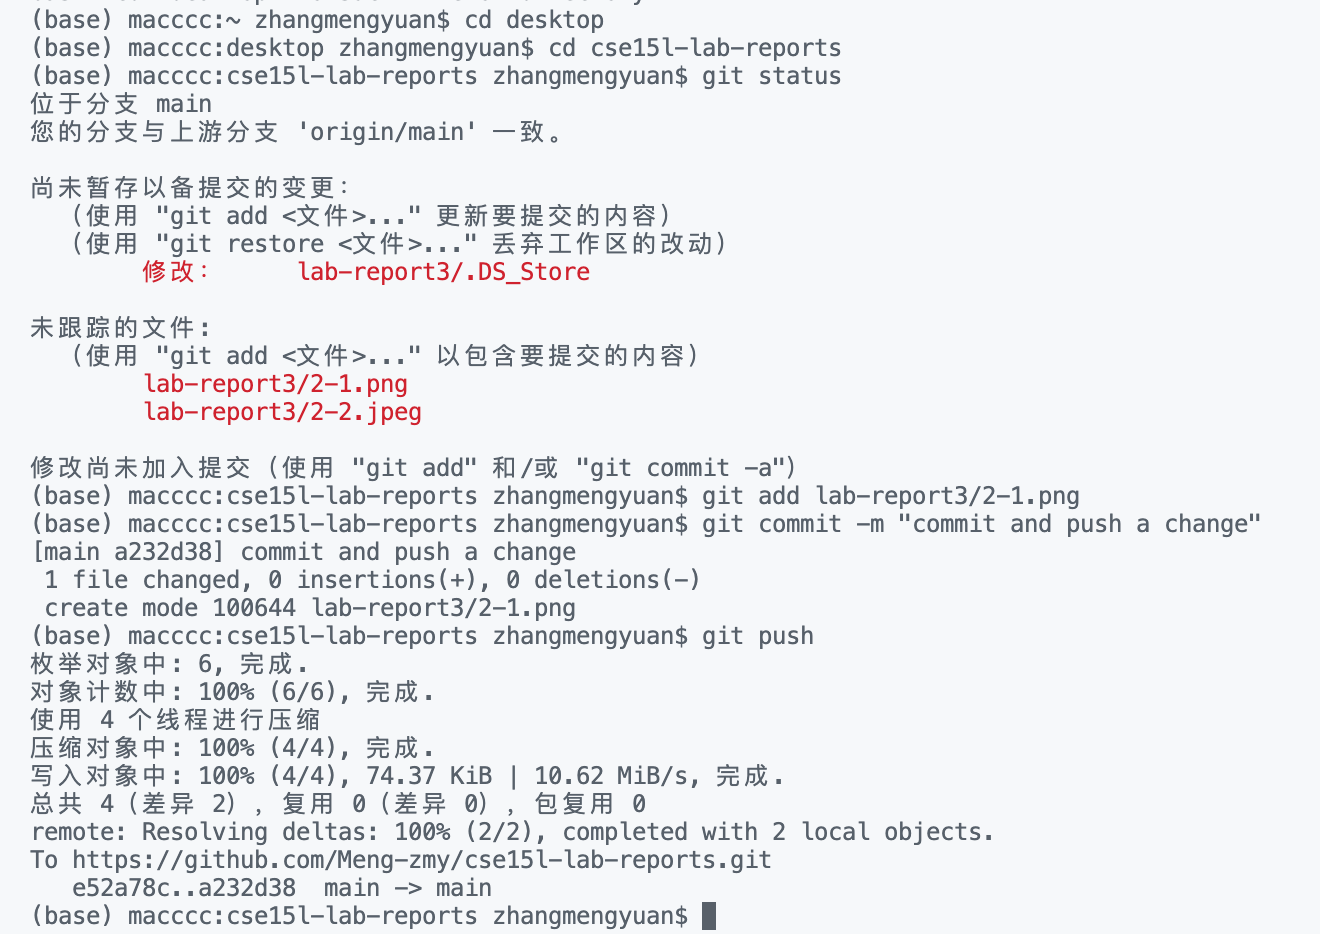 (base) macccc:~ zhangmengyuan$ cd desktop
(base) macccc:desktop zhangmengyuan$ cd cse15l-lab-reports
(base) macccc:cse15l-lab-reports zhangmengyuan$ git status
位于分支 main
您的分支与上游分支 'origin/main' 一致。
尚未暂存以备提交的变更：
（使用 "git add <文件>..." 更新要提交的内容）
（使用 "git restore <文件>..." 丢弃工作区的改动）
修改：     lab-report3/.DS_Store
未跟踪的文件:
（使用 "git add <文件>..." 以包含要提交的内容）
lab-report3/2-1.png
lab-report3/2-2.jpeg
修改尚未加入提交（使用 "git add" 和/或 "git commit -a"）
(base) macccc:cse15l-lab-reports zhangmengyuan$ git add lab-report3/2-1.png
(base) macccc:cse15l-lab-reports zhangmengyuan$ git commit -m "commit and push a change"
[main a232d38] commit and push a change
1 file changed, 0 insertions(+), 0 deletions(-)
create mode 100644 lab-report3/2-1.png
(base) macccc:cse15l-lab-reports zhangmengyuan$ git push
枚举对象中: 6, 完成.
对象计数中: 100% (6/6), 完成.
使用 4 个线程进行压缩
压缩对象中: 100% (4/4), 完成.
写入对象中: 100% (4/4), 74.37 KiB | 10.62 MiB/s, 完成.
总共 4（差异 2），复用 0（差异 0），包复用 0
remote: Resolving deltas: 100% (2/2), completed with 2 local objects.
To https://github.com/Meng-zmy/cse15l-lab-reports.git
e52a78c..a232d38  main -> main
(base) macccc:cse15l-lab-reports zhangmengyuan$